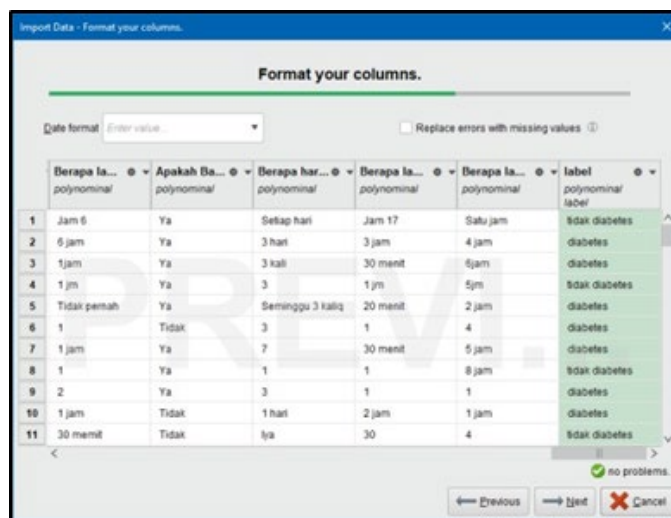 Import Data - Format your columns.
Format your columns.
Date format Enter value... Replace errors with missing values
Berapa la... Apakah Ba... Berapa har... Berapa la... Berapa la... label
polynominal polynominal polynominal polynominal polynominal polynominal
label
1 Jam 6 Ya Setiap hari Jam 17 Satu jam tidak diabetes
2 6 jam Ya 3 hari 3 jam 4 jam diabetes
3 1jam Ya 3 kali 30 menit 6jam diabetes
4 1 jm Ya 3 1 jm 5jm tidak diabetes
5 Tidak pernah Ya Seminggu 3 kaliq 20 menit 2 jam diabetes
6 1 Tidak 3 1 4 diabetes
7 1 jam Ya 7 30 menit 5 jam diabetes
8 1 Ya 1 1 8 jam tidak diabetes
9 2 Ya 3 1 1 diabetes
10 1 jam Tidak 1 hari 2 jam 1 jam diabetes
11 30 memit Tidak Iya 30 4 tidak diabetes
PREVI...
no problems.
Previous Next Cancel